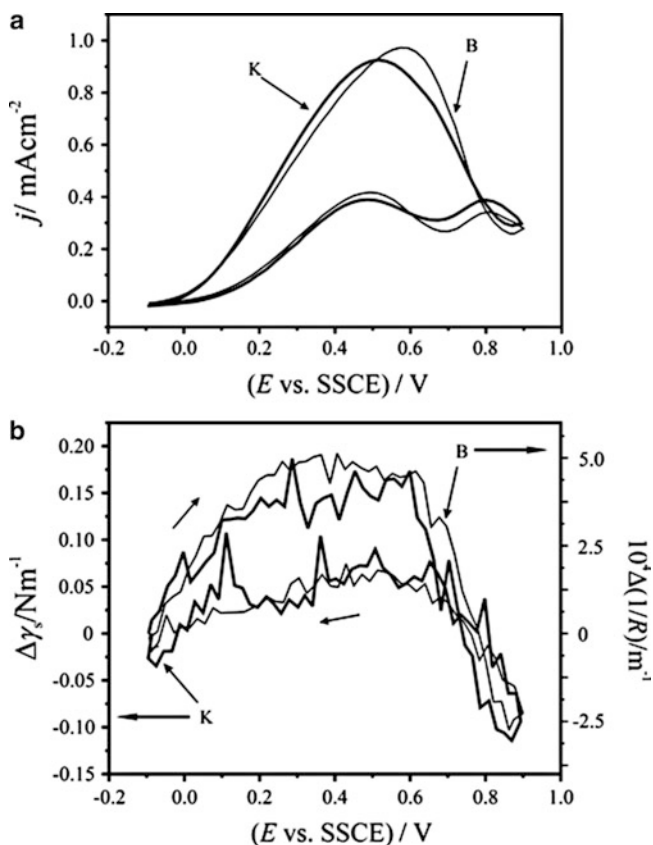 a
K
B
j/ mAcm⁻²
1.0
0.8
0.6
0.4
0.2
0.0
-0.2 0.0 0.2 0.4 0.6 0.8 1.0
(E vs. SSCE) / V
b
B
K
Δγₛ/Nm⁻¹
0.20
0.15
0.10
0.05
0
-0.05
-0.10
-0.15
5.0
2.5
0
-2.5
10⁴Δ(1/R)/m⁻¹
-0.2 0.0 0.2 0.4 0.6 0.8 1.0
(E vs. SSCE) / V